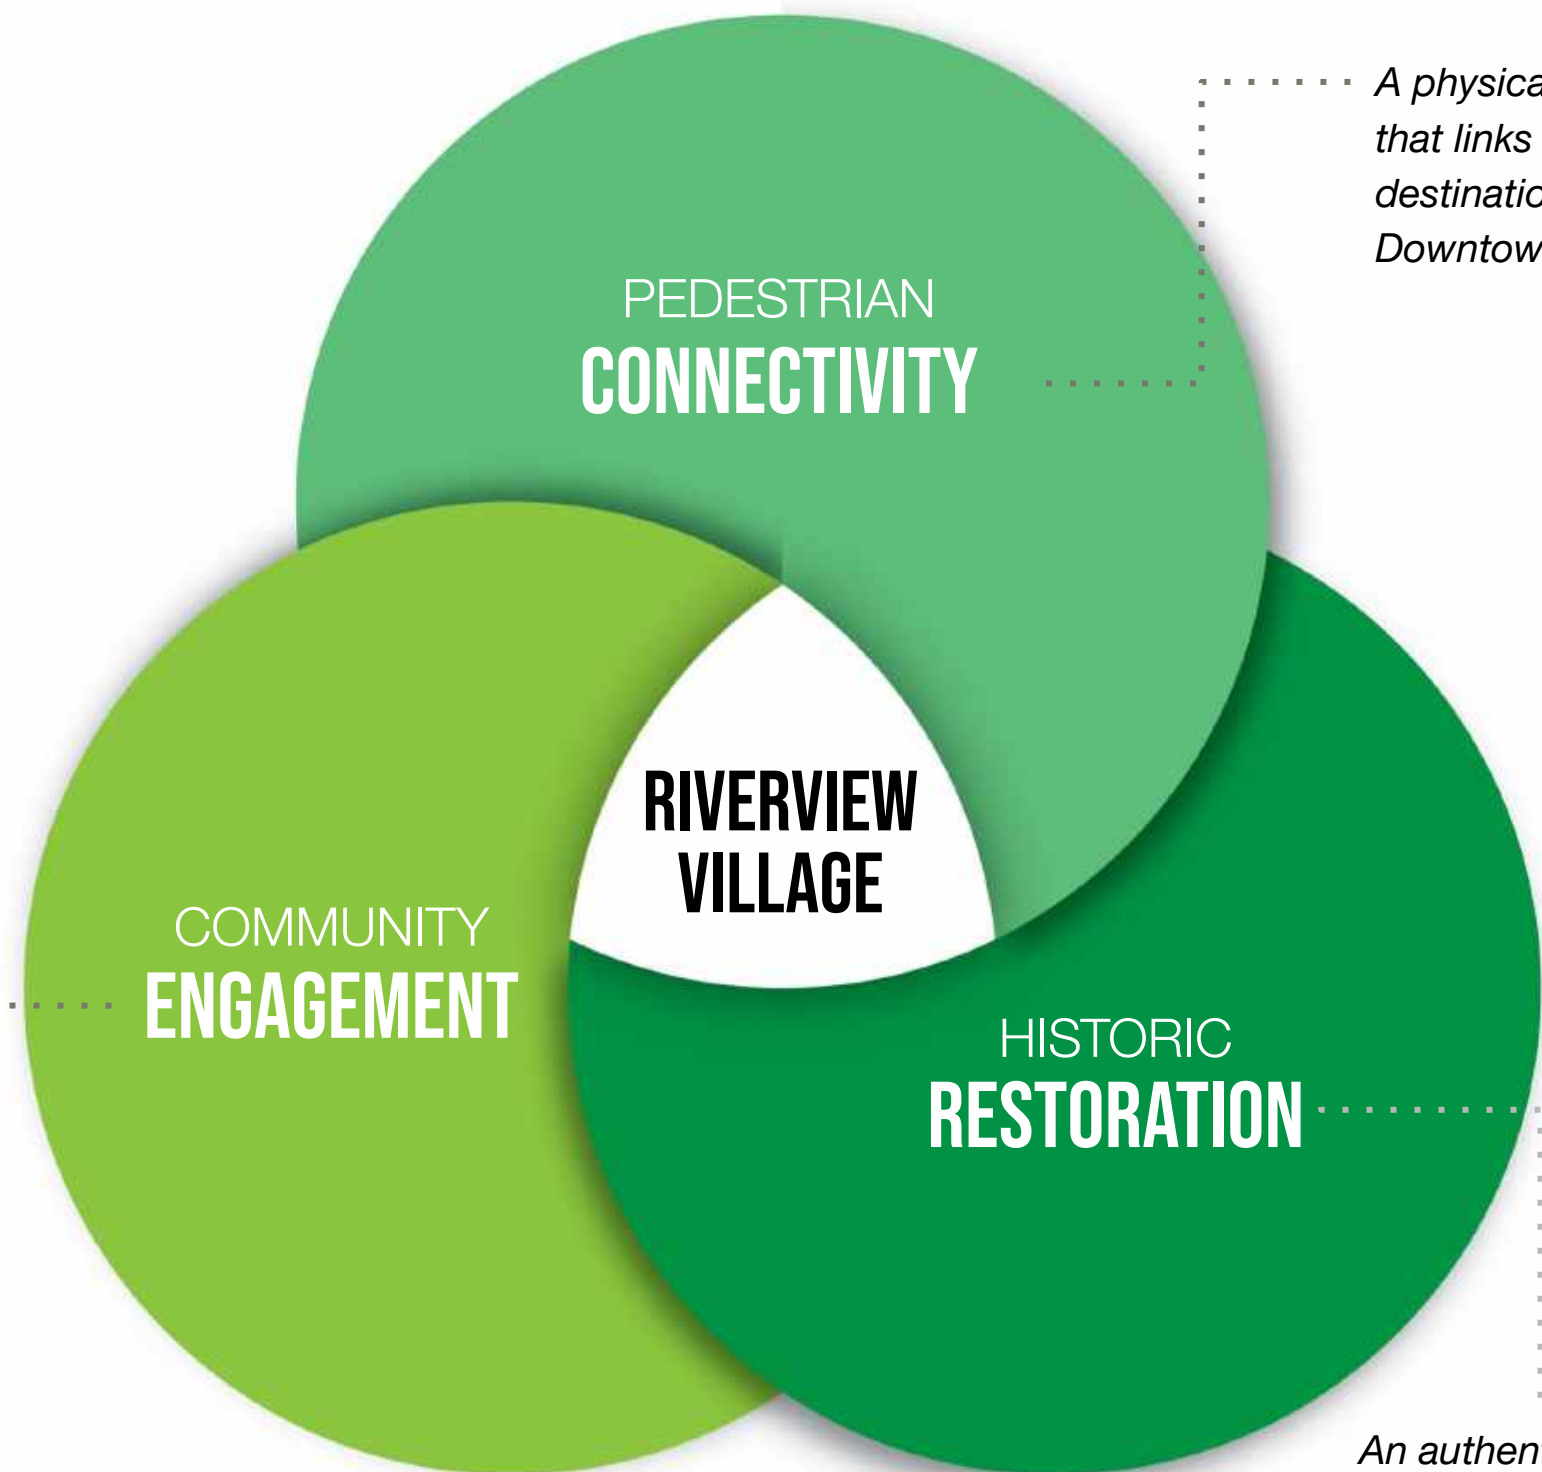 A physica
that links
destinatio
Downtow
PEDESTRIAN
CONNECTIVITY
RIVERVIEW
VILLAGE
COMMUNITY
ENGAGEMENT
HISTORIC
RESTORATION
An authen